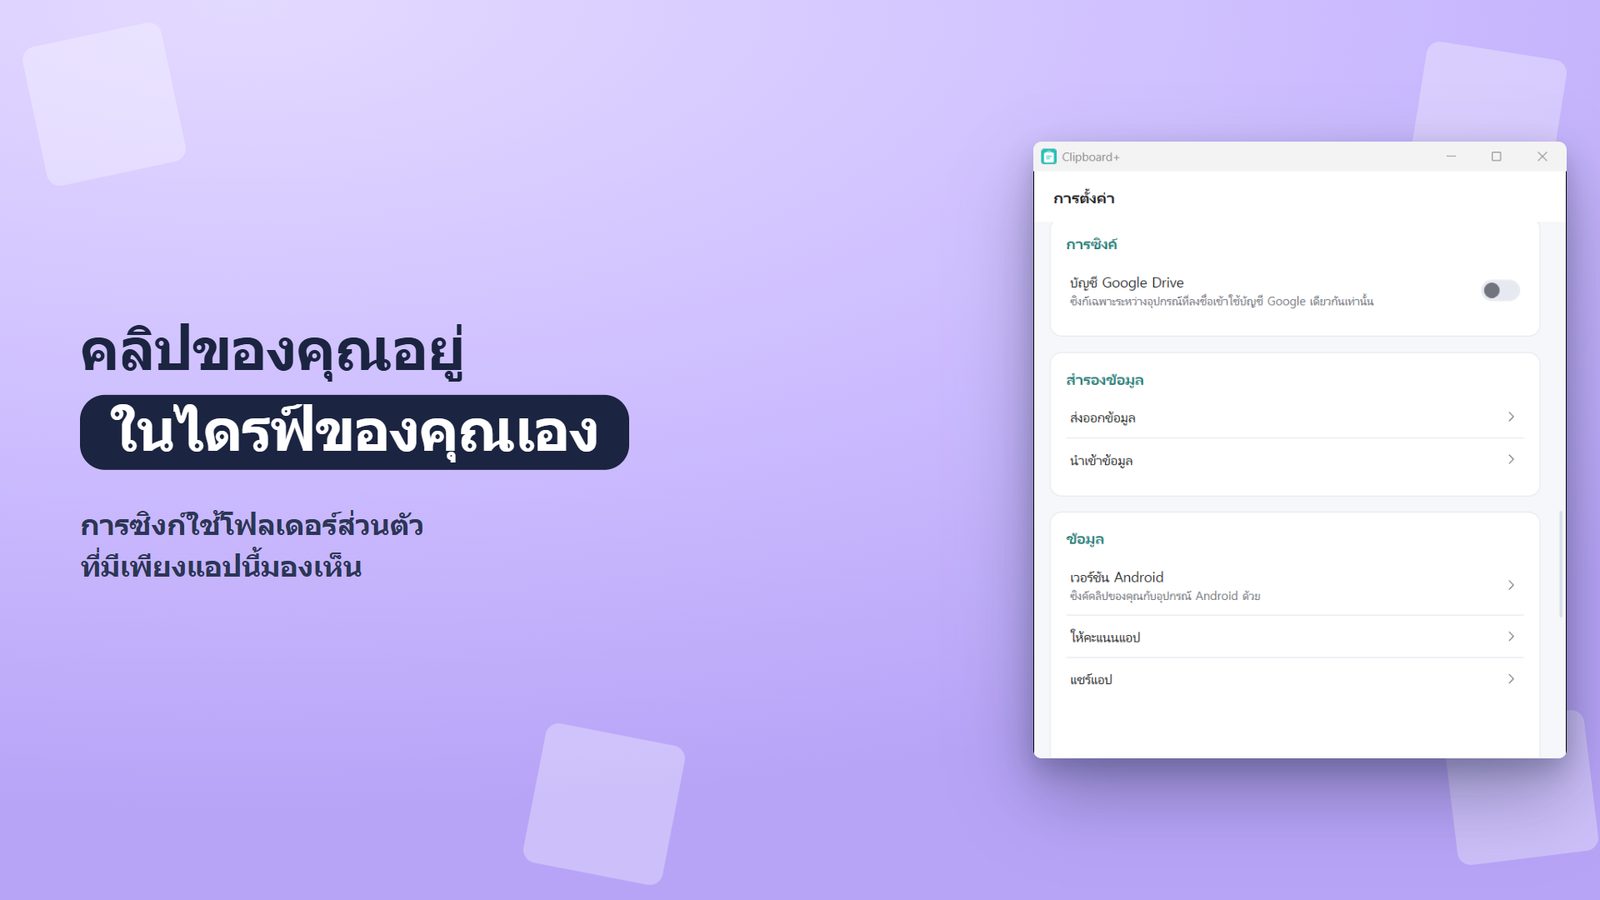 คลิปของคุณอยู่
ในไดรฟ์ของคุณเอง
การซิงก์ใช้โฟลเดอร์ส่วนตัว
ที่มีเพียงแอปนี้มองเห็น
Clipboard+
การตั้งค่า
การซิงค์
บัญชี Google Drive
ซิงก์เฉพาะระหว่างอุปกรณ์ที่ลงชื่อเข้าใช้บัญชี Google เดียวกันเท่านั้น
สำรองข้อมูล
ส่งออกข้อมูล
นำเข้าข้อมูล
ข้อมูล
เวอร์ชัน Android
ซิงค์คลิปของคุณกับอุปกรณ์ Android ด้วย
ให้คะแนนแอป
แชร์แอป